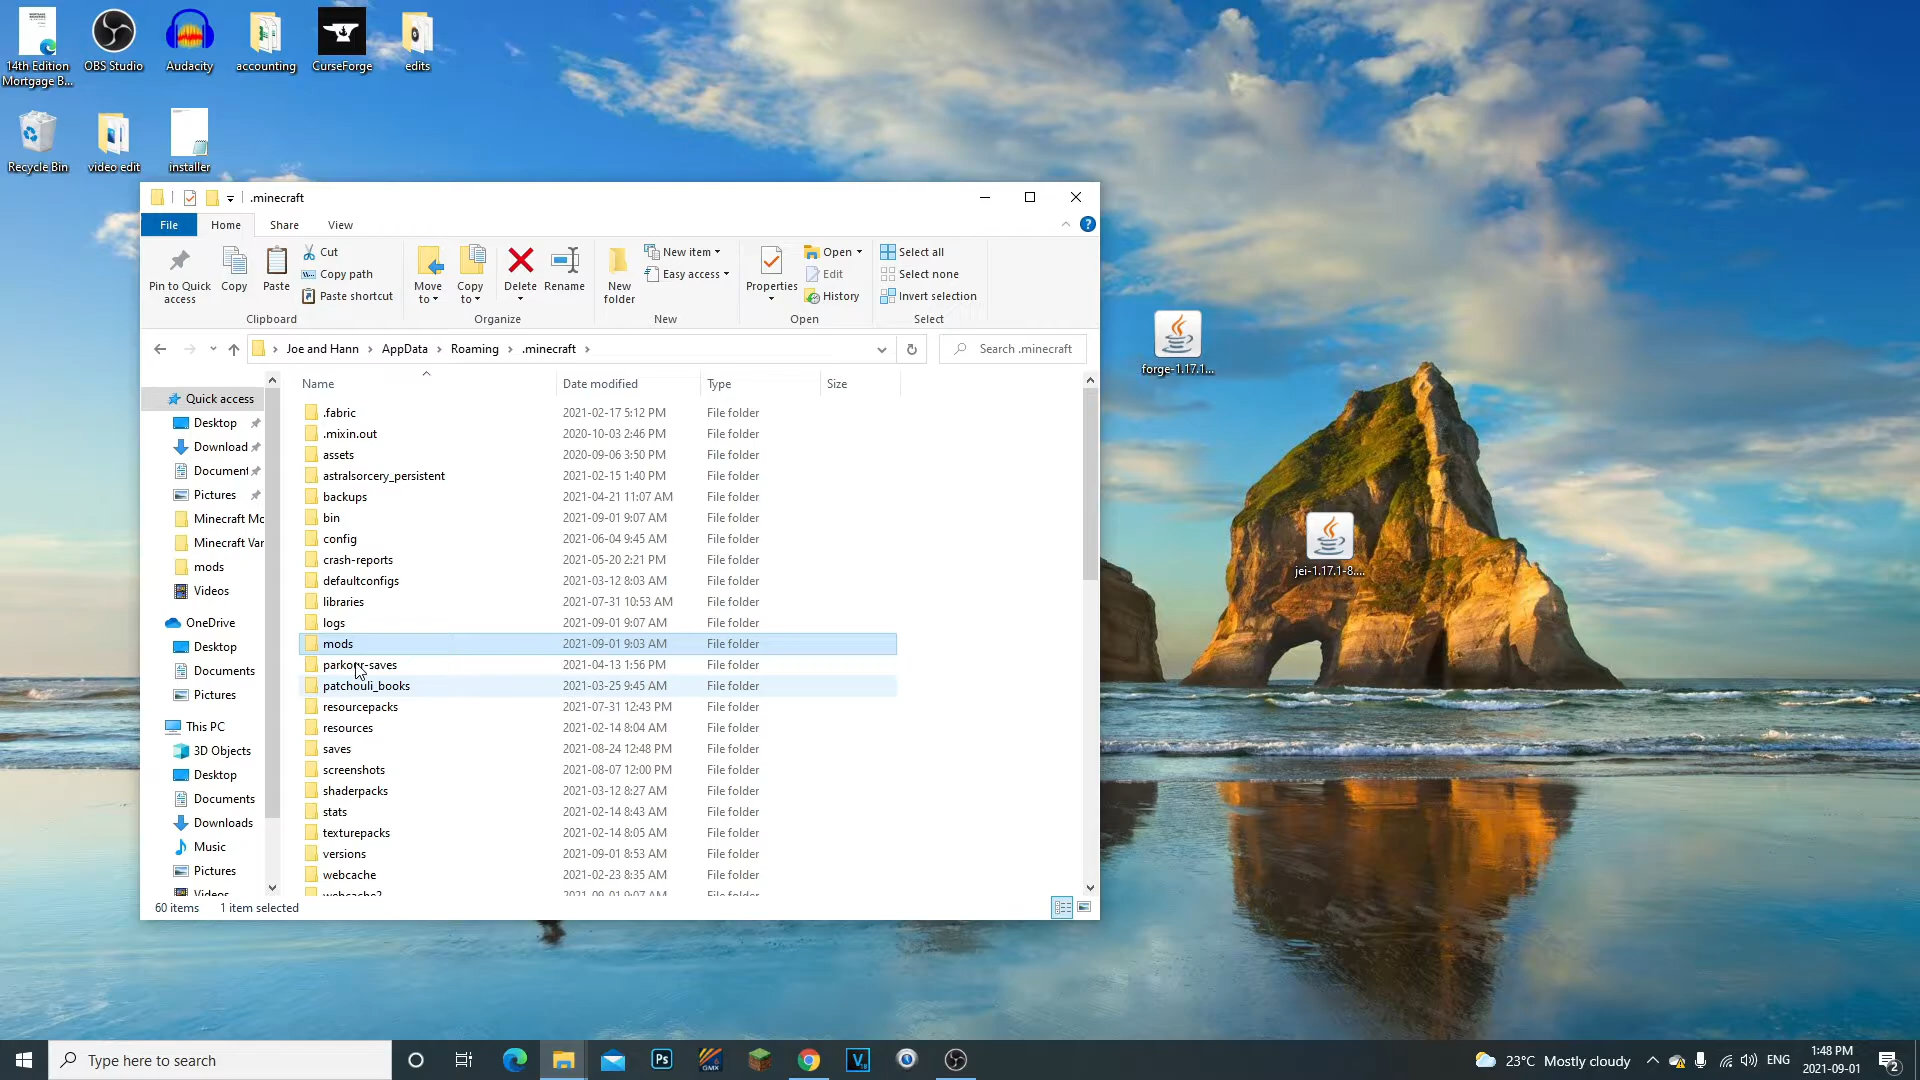 14th Edition
Mortgage B...
OBS Studio
Audacity
accounting
CurseForge
edits
Recycle Bin
video edit
installer
.minecraft
File
Home
Share
View
Pin to Quick
access
Copy
Paste
Cut
Copy path
Paste shortcut
Clipboard
Move
to
Copy
to
Delete
Rename
Organize
New
folder
New item
Easy access
New
Properties
Open
Edit
History
Open
Select all
Select none
Invert selection
Select
Joe and Hann > AppData > Roaming > .minecraft >
Search .minecraft
Name Date modified Type Size
Quick access
Desktop
Download
Document
Pictures
Minecraft Mo
Minecraft Var
mods
Videos
OneDrive
Desktop
Documents
Pictures
This PC
3D Objects
Desktop
Documents
Downloads
Music
Pictures
Videos
.fabric 2021-02-17 5:12 PM File folder
.mixin.out 2020-10-03 2:46 PM File folder
assets 2020-09-06 3:50 PM File folder
astralsorcery_persistent 2021-02-15 1:40 PM File folder
backups 2021-04-21 11:07 AM File folder
bin 2021-09-01 9:07 AM File folder
config 2021-06-04 9:45 AM File folder
crash-reports 2021-05-20 2:21 PM File folder
defaultconfigs 2021-03-12 8:03 AM File folder
libraries 2021-07-31 10:53 AM File folder
logs 2021-09-01 9:07 AM File folder
mods 2021-09-01 9:03 AM File folder
parkour-saves 2021-04-13 1:56 PM File folder
patchouli_books 2021-03-25 9:45 AM File folder
resourcepacks 2021-07-31 12:43 PM File folder
resources 2021-02-14 8:04 AM File folder
saves 2021-08-24 12:48 PM File folder
screenshots 2021-08-07 12:00 PM File folder
shaderpacks 2021-03-12 8:27 AM File folder
stats 2021-02-14 8:43 AM File folder
texturepacks 2021-02-14 8:05 AM File folder
versions 2021-09-01 8:53 AM File folder
webcache 2021-02-23 8:35 AM File folder
webcache2 2021-09-01 9:07 AM File folder
60 items 1 item selected
forge-1.17.1...
jei-1.17.1-8....
Type here to search
Ps
GMX
V
18
23°C Mostly cloudy
ENG
1:48 PM
2021-09-01
2